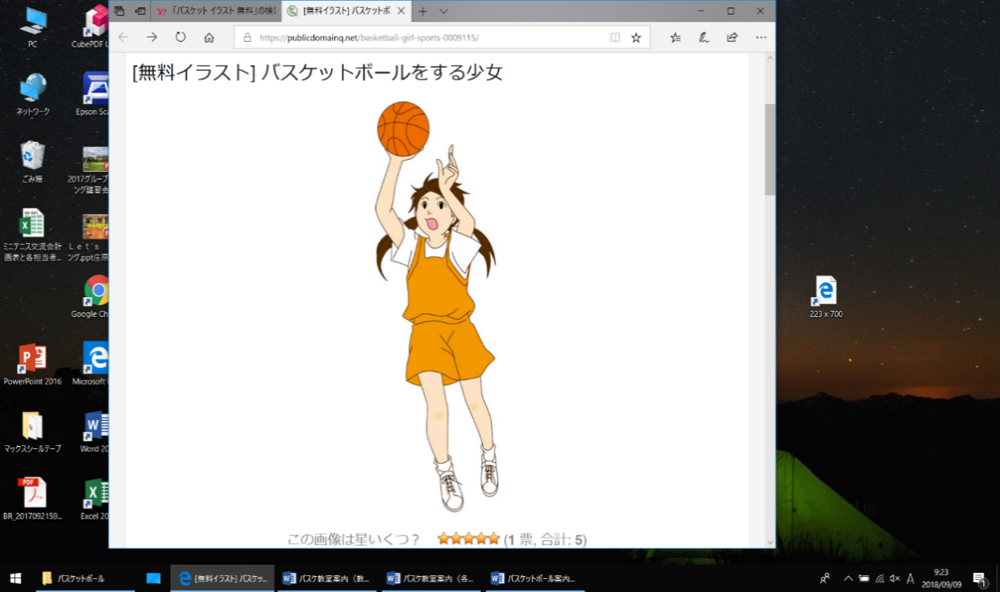 「バスケット イラスト 無料」の検
[無料イラスト] バスケットボ
https://publicdomainq.net/basketball-girl-sports-0009115/
[無料イラスト] バスケットボールをする少女
この画像は星いくつ？ (1 票, 合計: 5)
PC
CubePDF U
ネットワーク
Epson Sca
ごみ箱
2017グループ
ング講習会
ミニテニス交流会計
画表と各担当者...
Ｌｅｔ'ｓ
ング.ppt庄原
Google Ch
PowerPoint 2016
Microsoft
マックスシールテープ
Word 20
PDF
BR_2017092159...
Excel 20
223 x 700
バスケットボール
[無料イラスト] バスケッ...
バスケ教室案内（教...
バスケ教室案内（各...
バスケットボール案内...
A
9:23
2018/09/09
1